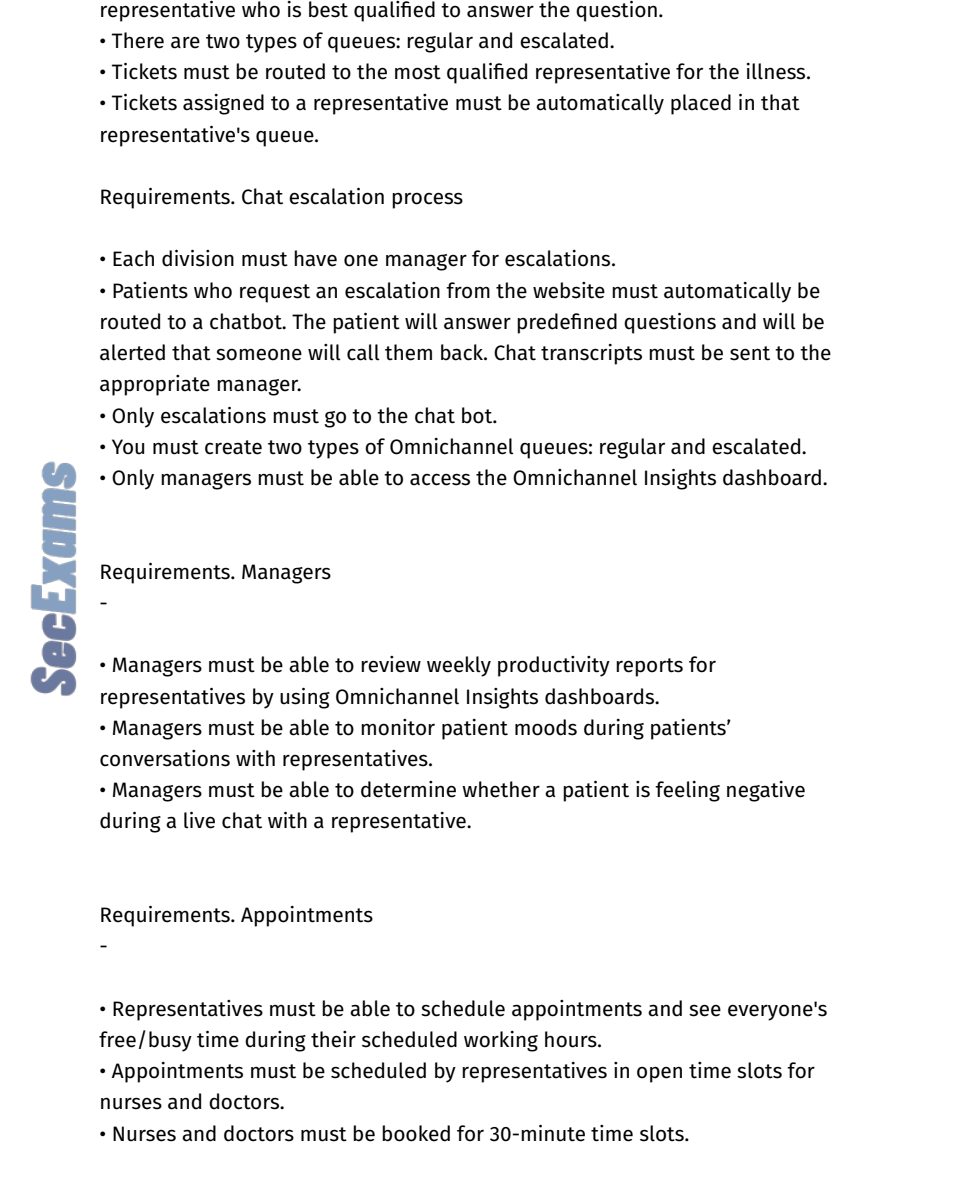 representative who is best qualified to answer the question.
• There are two types of queues: regular and escalated.
• Tickets must be routed to the most qualified representative for the illness.
• Tickets assigned to a representative must be automatically placed in that
representative's queue.
Requirements. Chat escalation process
• Each division must have one manager for escalations.
• Patients who request an escalation from the website must automatically be
routed to a chatbot. The patient will answer predefined questions and will be
alerted that someone will call them back. Chat transcripts must be sent to the
appropriate manager.
• Only escalations must go to the chat bot.
• You must create two types of Omnichannel queues: regular and escalated.
• Only managers must be able to access the Omnichannel Insights dashboard.
SecExams
Requirements. Managers
-
• Managers must be able to review weekly productivity reports for
representatives by using Omnichannel Insights dashboards.
• Managers must be able to monitor patient moods during patients’
conversations with representatives.
• Managers must be able to determine whether a patient is feeling negative
during a live chat with a representative.
Requirements. Appointments
-
• Representatives must be able to schedule appointments and see everyone's
free/busy time during their scheduled working hours.
• Appointments must be scheduled by representatives in open time slots for
nurses and doctors.
• Nurses and doctors must be booked for 30-minute time slots.